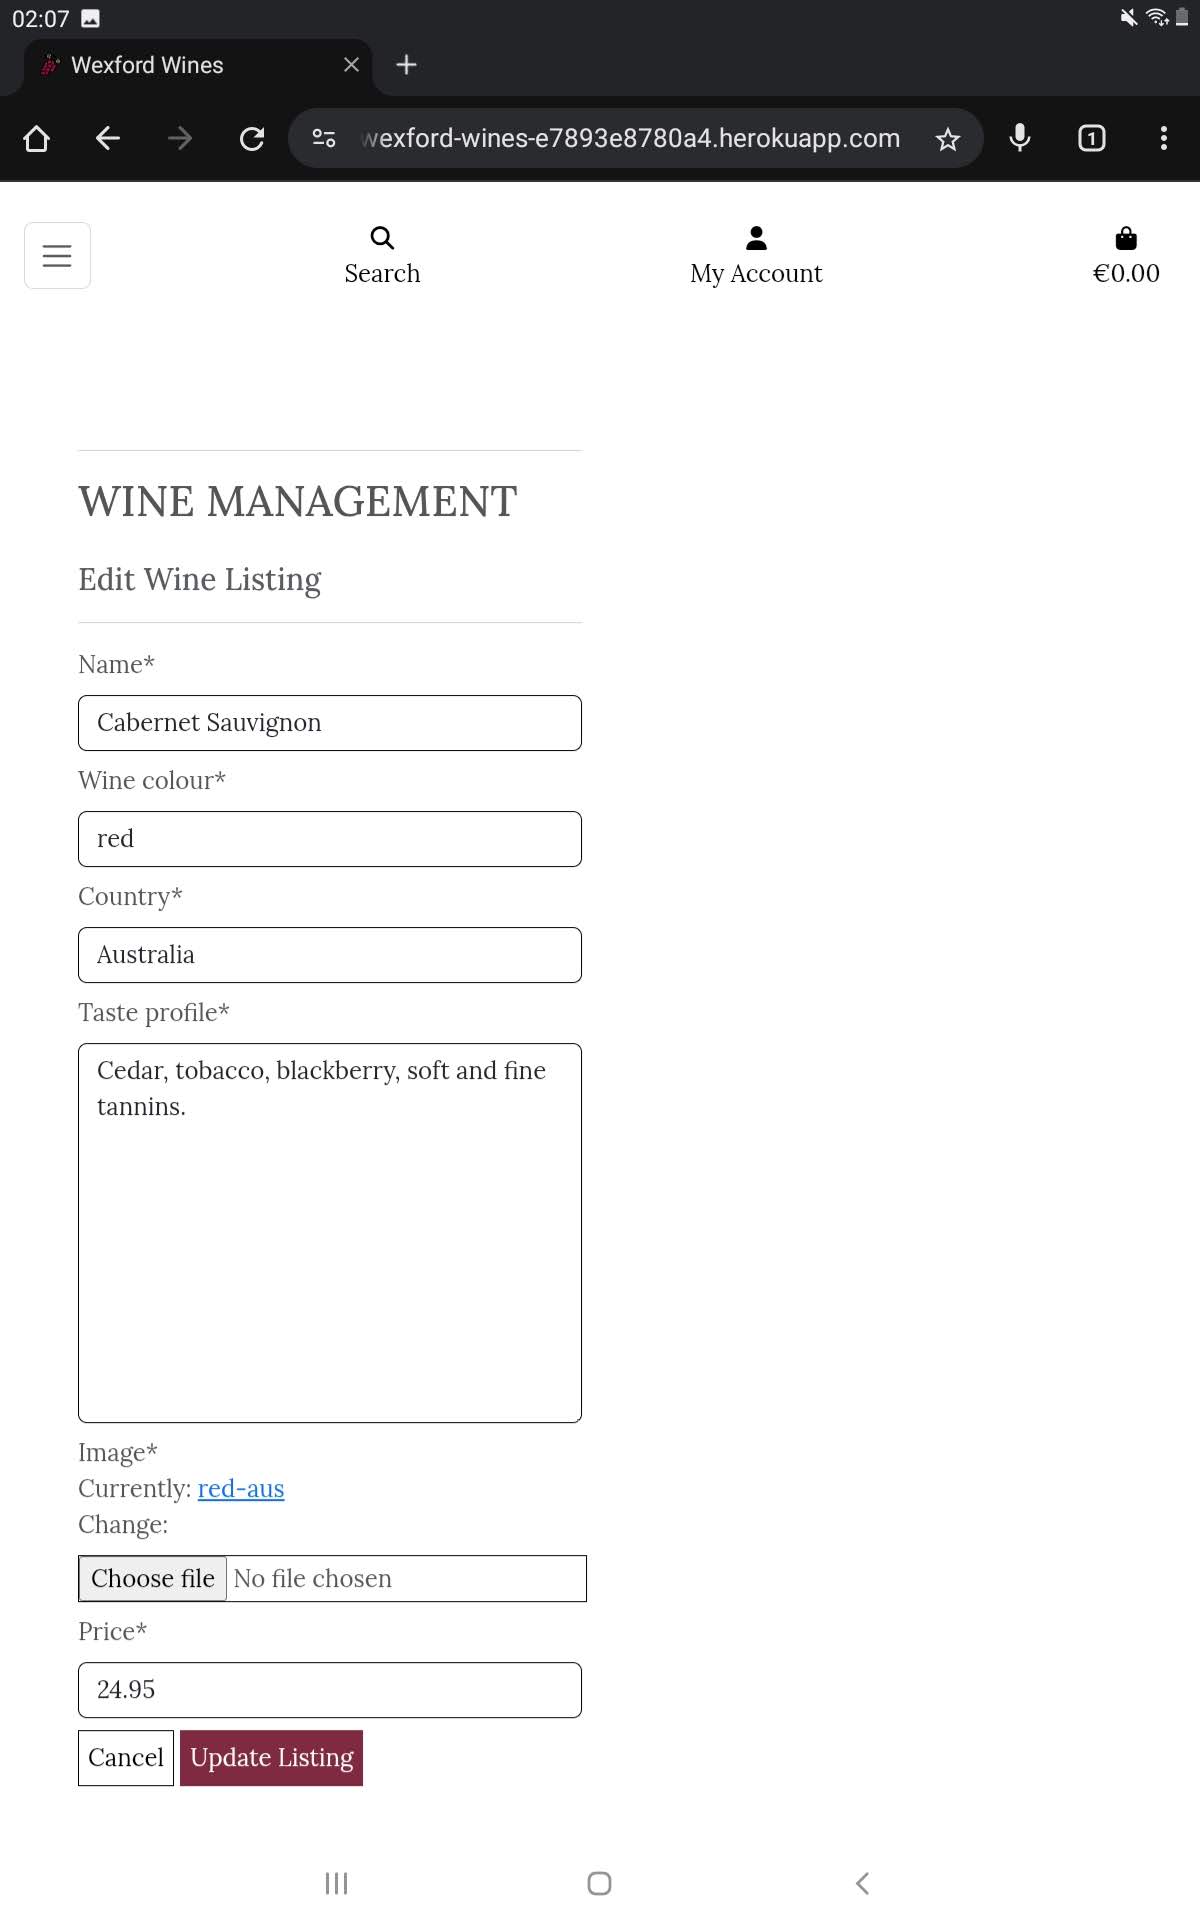 02:07
Wexford Wines
wexford-wines-e7893e8780a4.herokuapp.com
1
Search
My Account
€0.00
WINE MANAGEMENT
Edit Wine Listing
Name*
Cabernet Sauvignon
Wine colour*
red
Country*
Australia
Taste profile*
Cedar, tobacco, blackberry, soft and fine
tannins.
Image*
Currently: red-aus
Change:
Choose file No file chosen
Price*
24.95
Cancel Update Listing